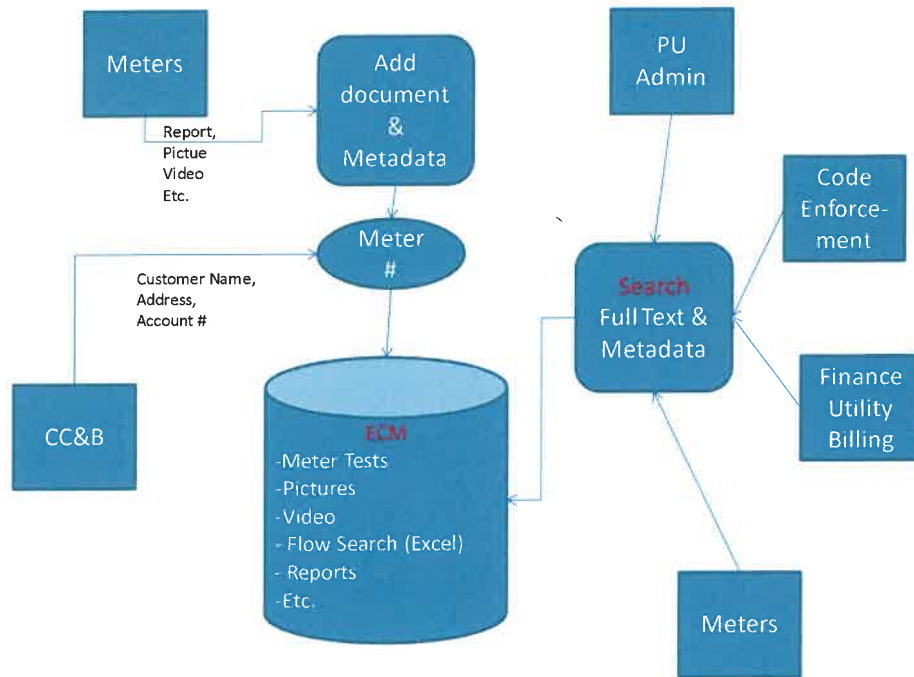 Meters
Report,
Pictue
Video
Etc.
Add
document
&
Metadata
Meter
#
Customer Name,
Address,
Account #
CC&B
ECM
-Meter Tests
-Pictures
-Video
- Flow Search (Excel)
- Reports
-Etc.
PU
Admin
Code
Enforce-
ment
Search
Full Text &
Metadata
Finance
Utility
Billing
Meters